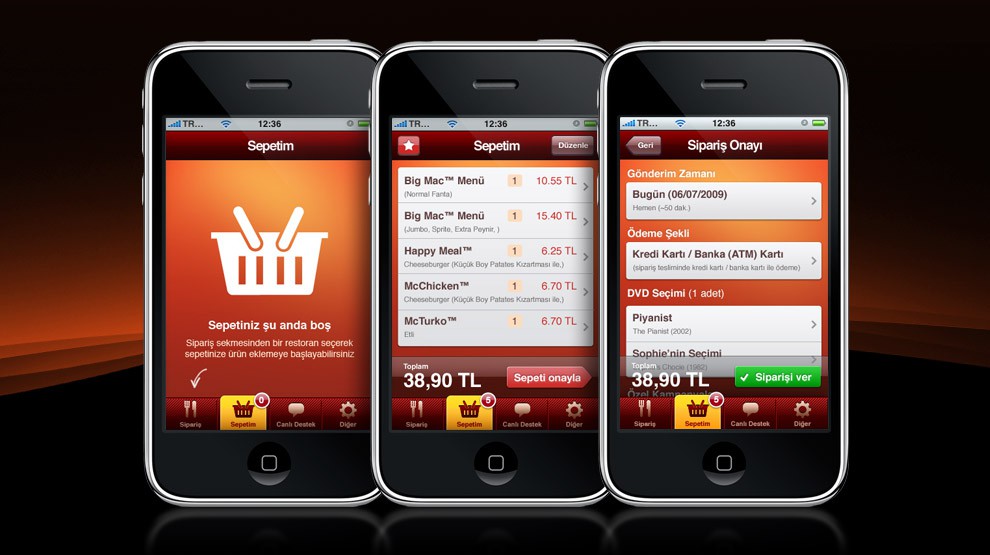 TR...
12:36
Sepetim
Sepetiniz şu anda boş
Sipariş sekmesinden bir restoran seçerek
sepetinize ürün eklemeye başlayabilirsiniz
Sipariş
Sepetim
0
Canlı Destek
Diğer
TR...
12:36
Sepetim
Düzenle
Big Mac™ Menü 1 10.55 TL
(Normal Fanta)
Big Mac™ Menü 1 15.40 TL
(Jumbo, Sprite, Extra Peynir, )
Happy Meal™ 1 6.25 TL
Cheeseburger (Küçük Boy Patates Kızartması ile,)
McChicken™ 1 6.70 TL
Cheeseburger (Küçük Boy Patates Kızartması ile,)
McTurko™ 1 6.70 TL
Etli
Toplam
38,90 TL
Sepeti onayla
Sipariş
Sepetim
5
Canlı Destek
Diğer
TR...
12:36
Geri
Sipariş Onayı
Gönderim Zamanı
Bugün (06/07/2009)
Hemen (~50 dak.)
Ödeme Şekli
Kredi Kartı / Banka (ATM) Kartı
(sipariş tesliminde kredi kartı / banka kartı ile ödeme)
DVD Seçimi (1 adet)
Piyanist
The Pianist (2002)
Sophie'nin Seçimi
Choice (1982)
Toplam
38,90 TL
Siparişi ver
Özel Kampanyalar
Sipariş
Sepetim
5
Canlı Destek
Diğer